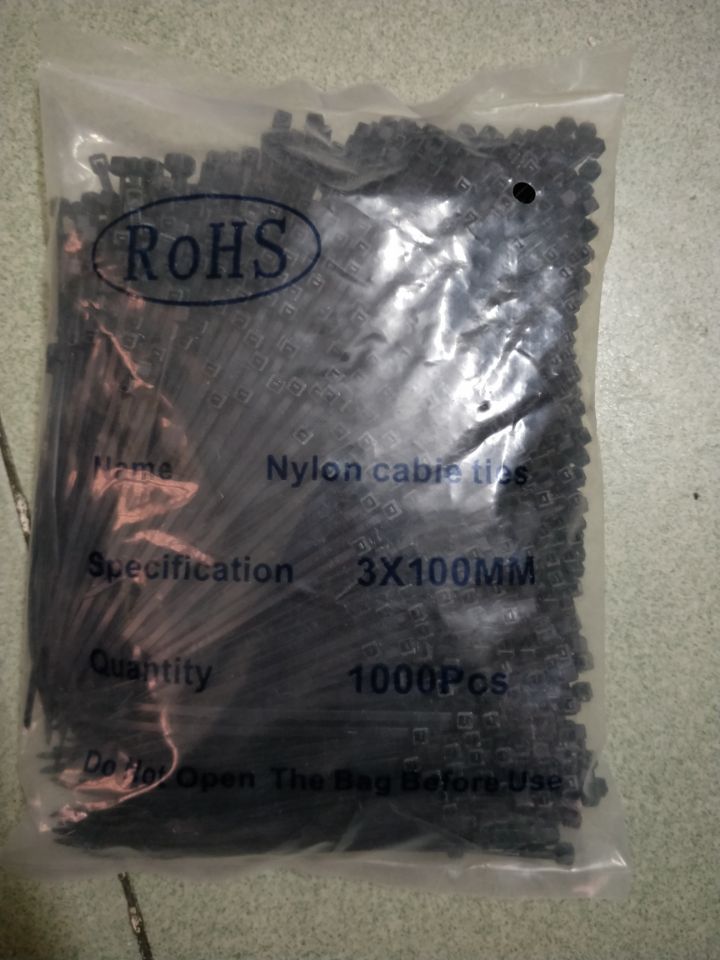 RoHS
Name Nylon cabie ties
Specification 3X100MM
Quantity 1000Pcs
Do Not Open The Bag Before Use